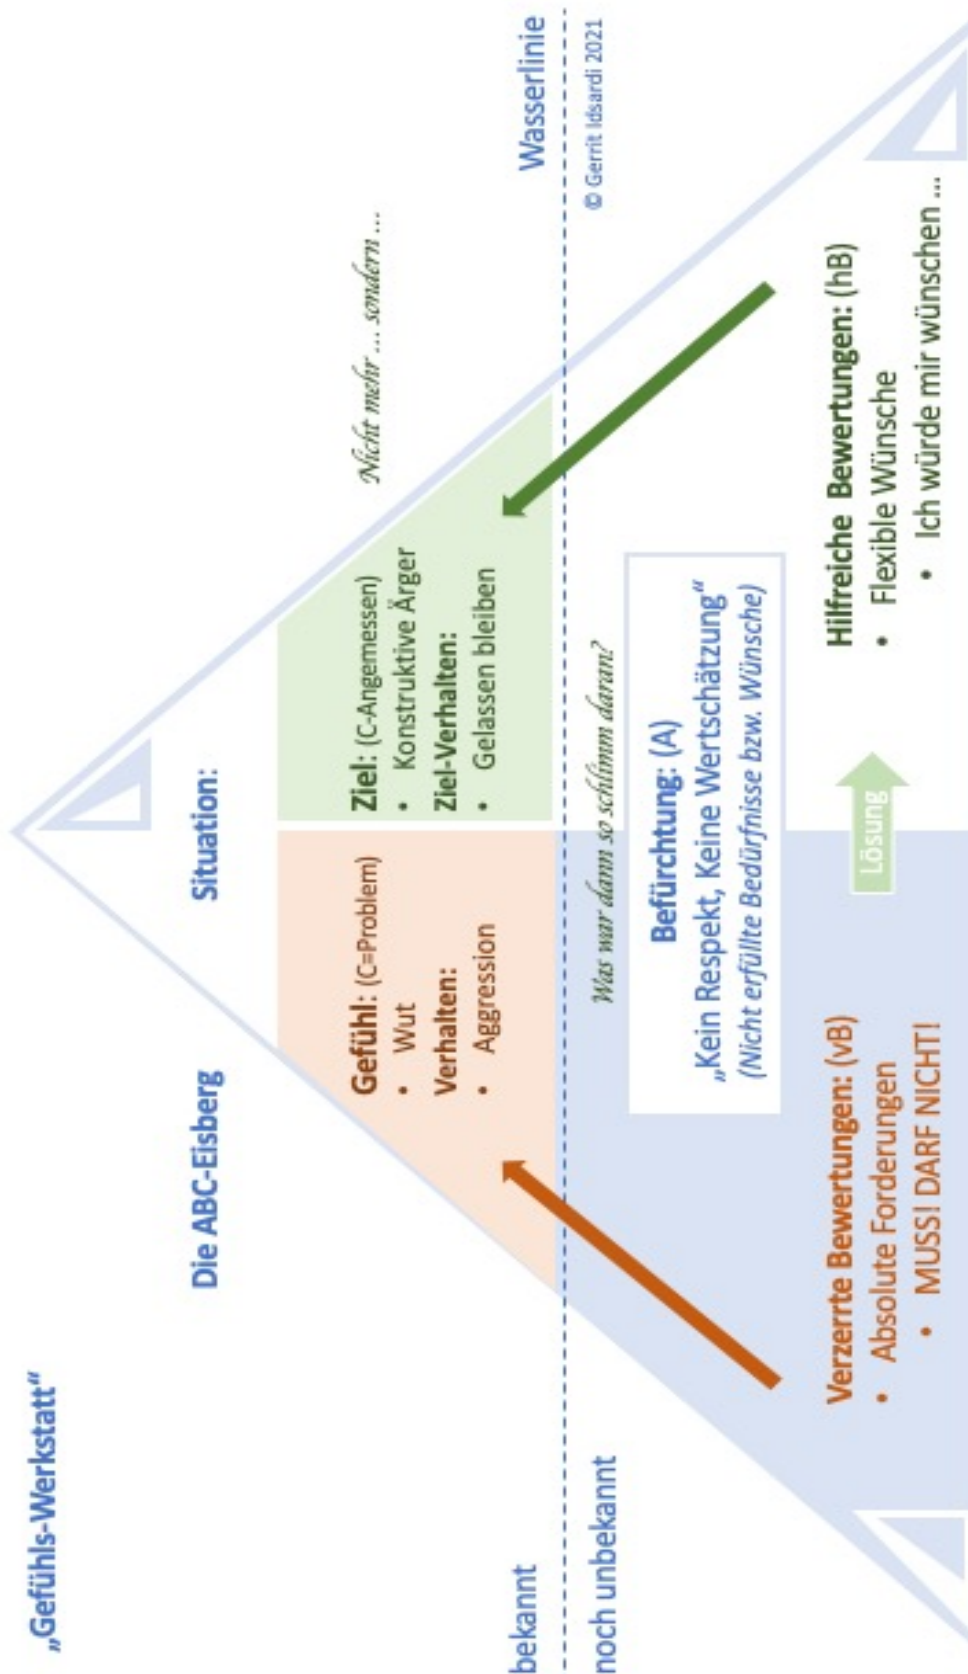 „Gefühls-Werkstatt“
Die ABC-Eisberg
Situation:
Nicht mehr ... sondern ...
Gefühl: (C=Problem)
• Wut
Verhalten:
• Aggression
Ziel: (C-Angemessen)
• Konstruktive Ärger
Ziel-Verhalten:
• Gelassen bleiben
bekannt
Wasserlinie
noch unbekannt
Was war dann so schlimm daran?
© Gerrit Idsardi 2021
Befürchtung: (A)
„Kein Respekt, Keine Wertschätzung“
(Nicht erfüllte Bedürfnisse bzw. Wünsche)
Verzerrte Bewertungen: (vB)
• Absolute Forderungen
• MUSS! DARF NICHT!
Lösung
Hilfreiche Bewertungen: (hB)
• Flexible Wünsche
• Ich würde mir wünschen ...